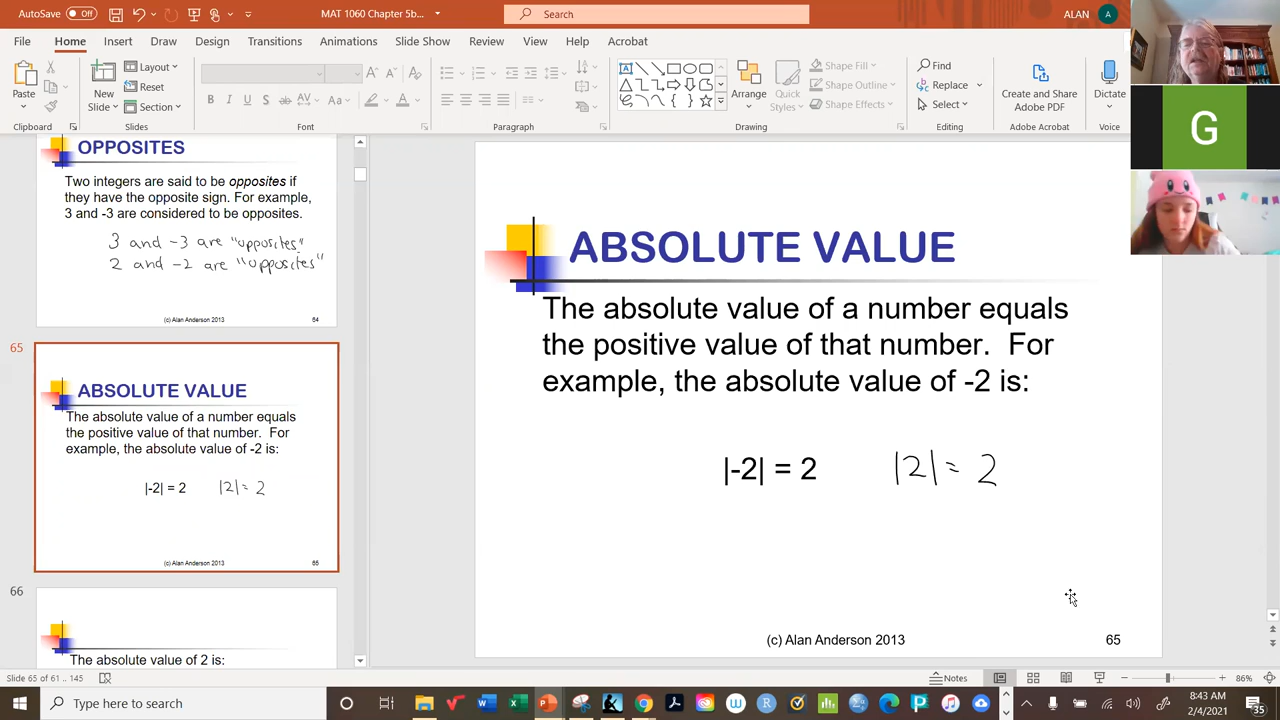 AutoSave Off
MAT 1060 Chapter 5b...
Search
ALAN A
File Home Insert Draw Design Transitions Animations Slide Show Review View Help Acrobat
Paste
New Slide
Layout
Reset
Section
Shape Fill
Shape Outline
Shape Effects
Arrange
Quick Styles
Find
Replace
Select
Create and Share Adobe PDF
Dictate
Clipboard Slides Font Paragraph Drawing Editing Adobe Acrobat Voice
G
OPPOSITES
Two integers are said to be opposites if
they have the opposite sign. For example,
3 and -3 are considered to be opposites.
3 and -3 are "opposites"
2 and -2 are "opposites"
(c) Alan Anderson 2013 64
65
ABSOLUTE VALUE
The absolute value of a number equals
the positive value of that number. For
example, the absolute value of -2 is:
|-2| = 2 |2| = 2
(c) Alan Anderson 2013 65
66
The absolute value of 2 is:
ABSOLUTE VALUE
The absolute value of a number equals
the positive value of that number. For
example, the absolute value of -2 is:
|-2| = 2 |2| = 2
(c) Alan Anderson 2013 65
Slide 65 of 61 .. 145
Notes
86%
Type here to search
8:43 AM
2/4/2021
35